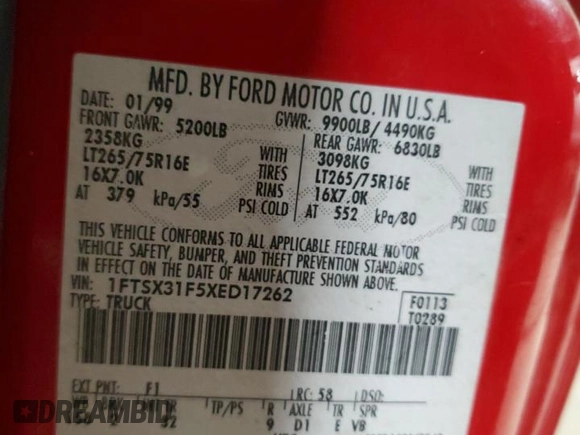 MFD. BY FORD MOTOR CO. IN U.S.A.
DATE: 01/99 GVWR: 9900LB/ 4490KG
FRONT GAWR: 5200LB REAR GAWR: 6830LB
2358KG WITH 3098KG WITH
LT265/75R16E TIRES LT265/75R16E TIRES
16X7.0K RIMS 16X7.0K RIMS
AT 379 kPa/55 PSI COLD AT 552 kPa/80 PSI COLD
THIS VEHICLE CONFORMS TO ALL APPLICABLE FEDERAL MOTOR
VEHICLE SAFETY, BUMPER, AND THEFT PREVENTION STANDARDS
IN EFFECT ON THE DATE OF MANUFACTURE SHOWN ABOVE.
VIN: 1FTSX31F5XED17262 F0113
TYPE: TRUCK T0289
EXT PNT: F1 RC: 58 DSO:
TR TP/PS R AXLE TR SPR
9 D1 E VB
DREAMBID